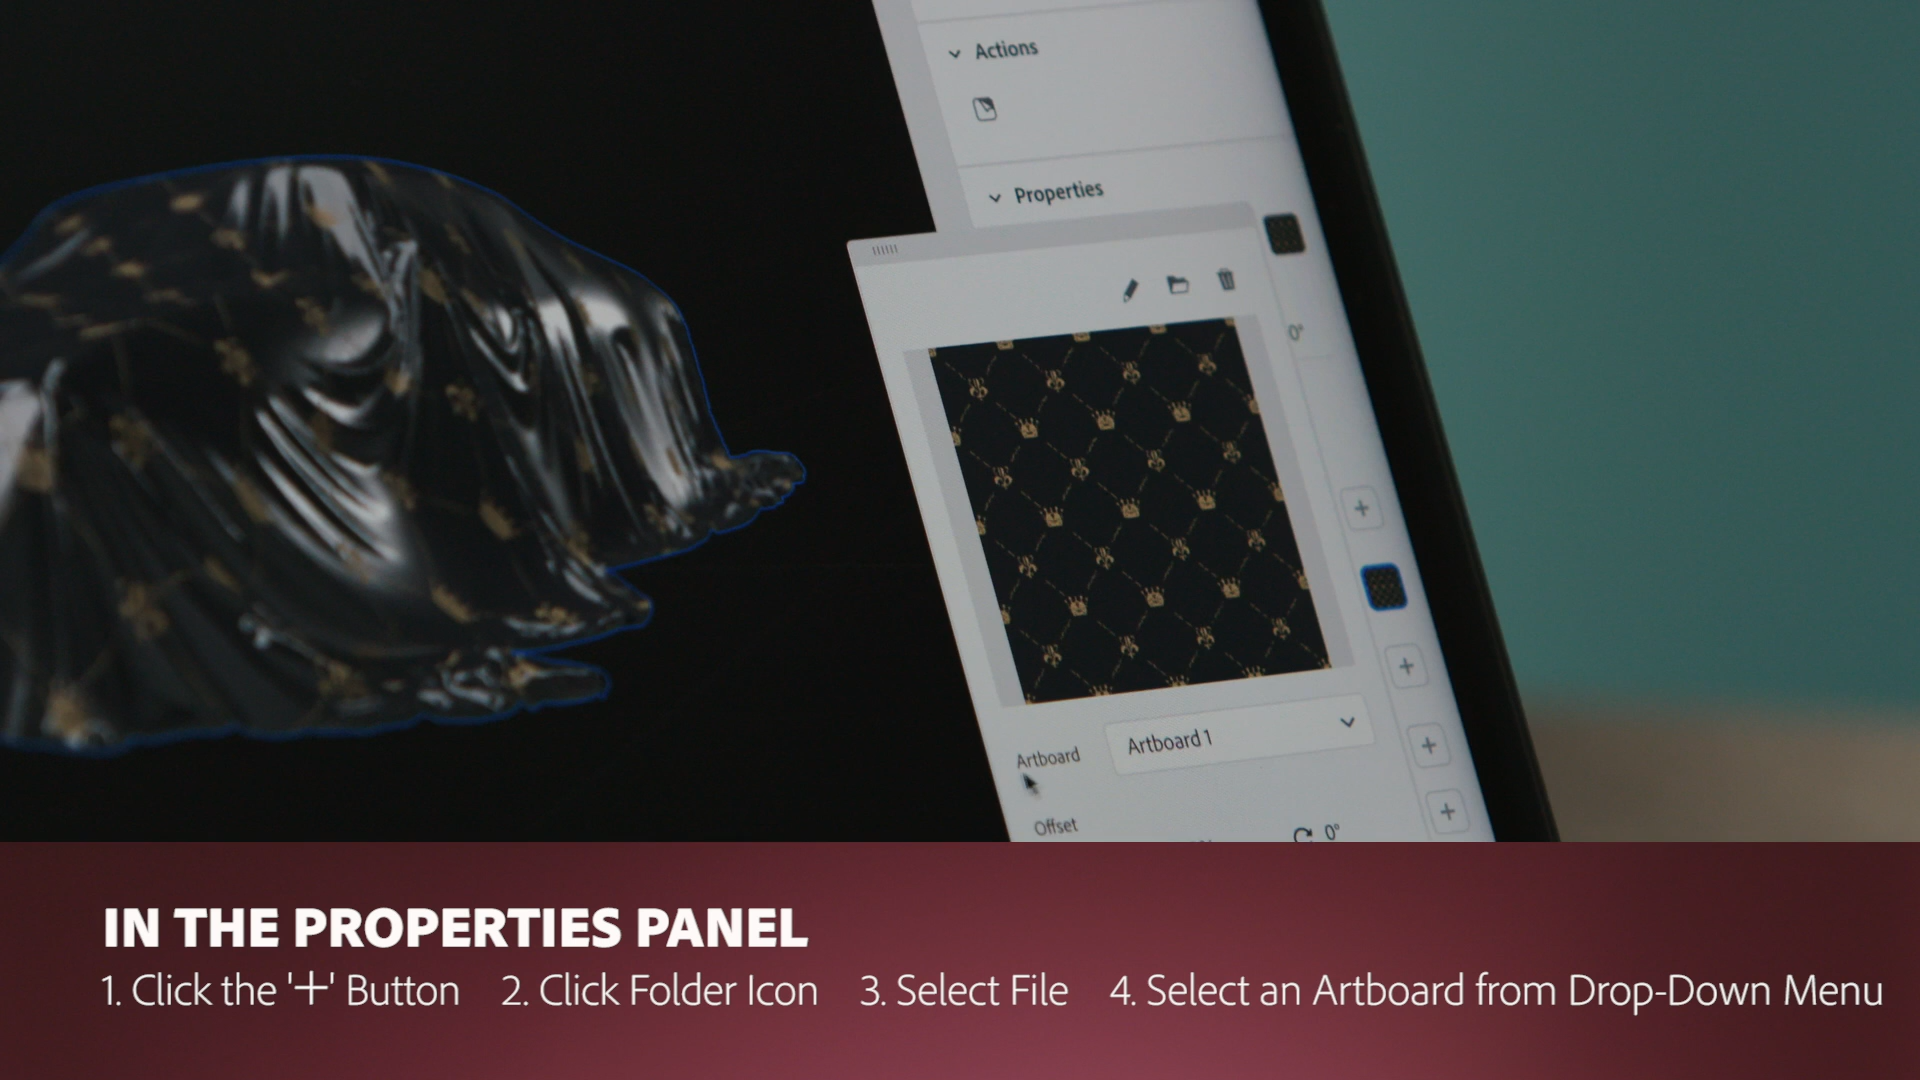 Actions
Properties
0°
Artboard
Artboard 1
Offset
0°
IN THE PROPERTIES PANEL
1. Click the '+' Button 2. Click Folder Icon 3. Select File 4. Select an Artboard from Drop-Down Menu